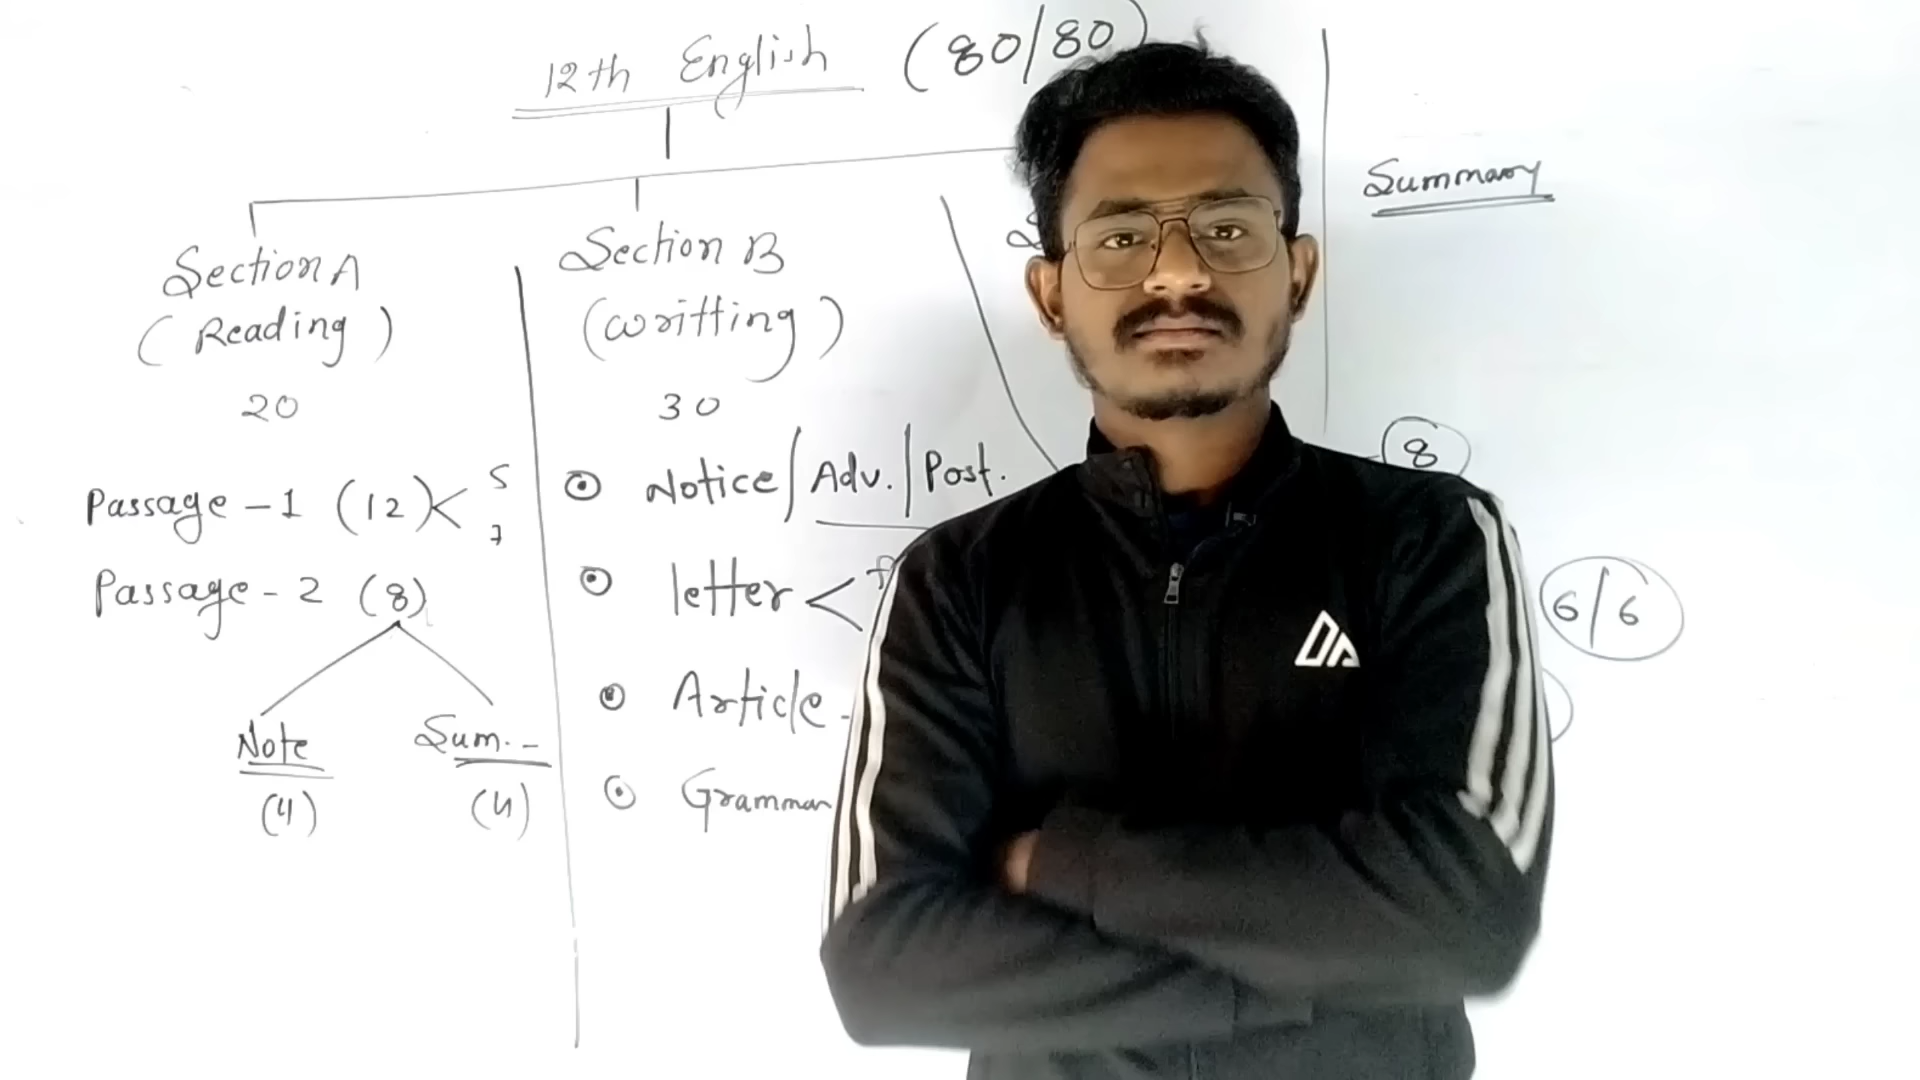 12th English (80/80)
Summary
Section A
(Reading)
20
Passage - 1 (12) < 5
7
Passage - 2 (8)
Note
(4)
Sum. -
(4)
Section B
(writting)
30
Notice / Adv. / Post.
letter <
Article -
Grammar
8
6/6